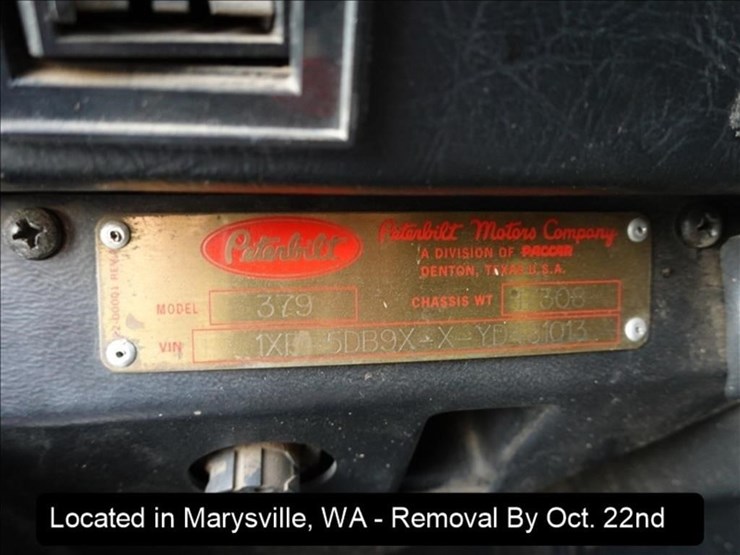 Peterbilt
Peterbilt Motors Company
A DIVISION OF PACCAR
DENTON, TEXAS U.S.A.
MODEL 379
CHASSIS WT 308
VIN
Located in Marysville, WA - Removal By Oct. 22nd